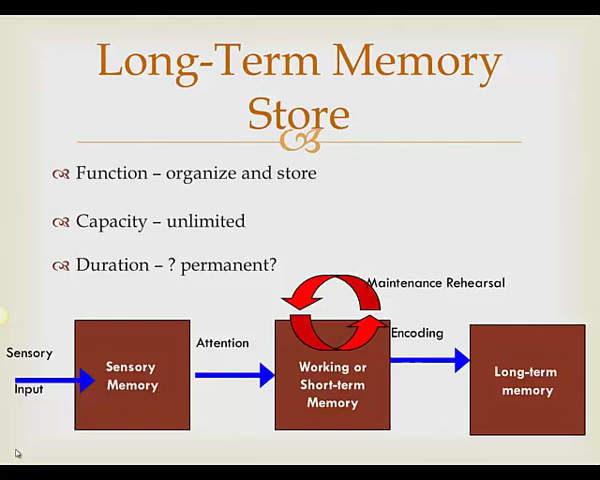 Long-Term Memory
Store
Function – organize and store
Capacity – unlimited
Duration – ? permanent?
Maintenance Rehearsal
Sensory
Input
Sensory
Memory
Attention
Working or
Short-term
Memory
Encoding
Long-term
memory